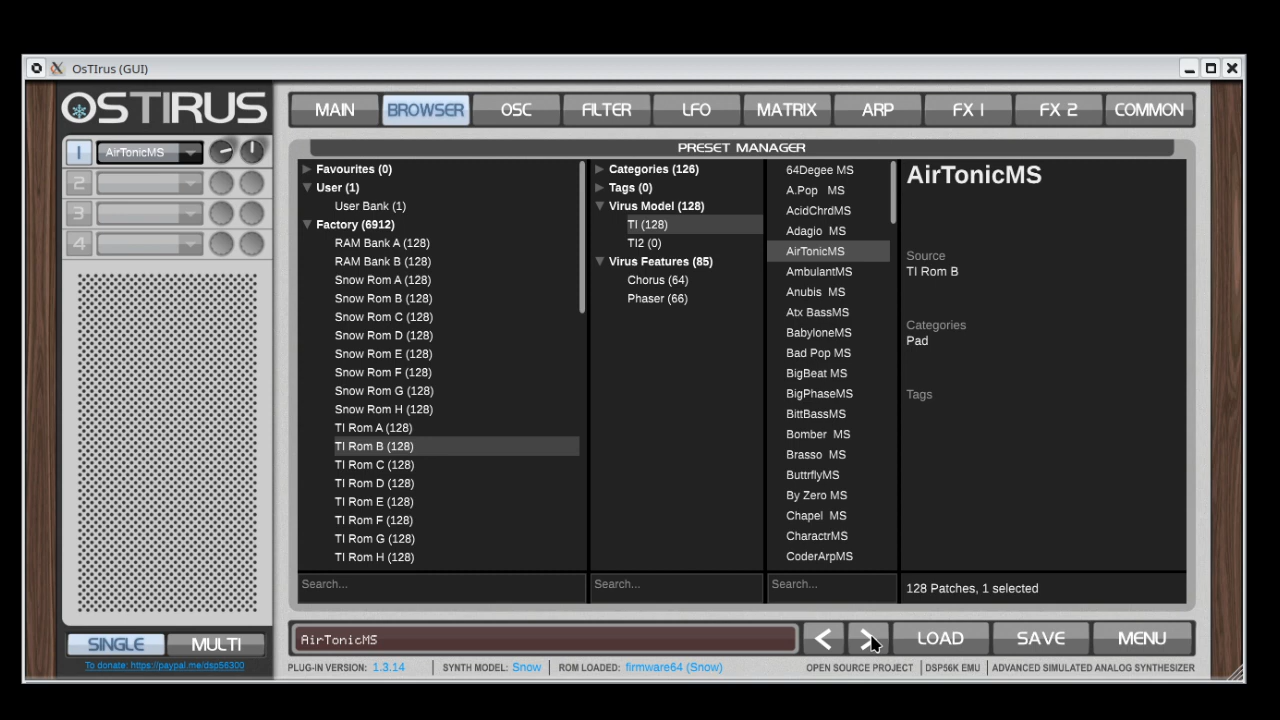 OsTIrus (GUI)
OSTIRUS
MAIN
BROWSER
OSC
FILTER
LFO
MATRIX
ARP
FX 1
FX 2
COMMON
1
AirTonicMS
2
3
4
PRESET MANAGER
Favourites (0)
User (1)
User Bank (1)
Factory (6912)
RAM Bank A (128)
RAM Bank B (128)
Snow Rom A (128)
Snow Rom B (128)
Snow Rom C (128)
Snow Rom D (128)
Snow Rom E (128)
Snow Rom F (128)
Snow Rom G (128)
Snow Rom H (128)
TI Rom A (128)
TI Rom B (128)
TI Rom C (128)
TI Rom D (128)
TI Rom E (128)
TI Rom F (128)
TI Rom G (128)
TI Rom H (128)
Search...
Categories (126)
Tags (0)
Virus Model (128)
TI (128)
TI2 (0)
Virus Features (85)
Chorus (64)
Phaser (66)
Search...
64Degee MS
A.Pop MS
AcidChrdMS
Adagio MS
AirTonicMS
AmbulantMS
Anubis MS
Atx BassMS
BabyloneMS
Bad Pop MS
BigBeat MS
BigPhaseMS
BittBassMS
Bomber MS
Brasso MS
ButtrflyMS
By Zero MS
Chapel MS
CharactrMS
CoderArpMS
Search...
AirTonicMS
Source
TI Rom B
Categories
Pad
Tags
128 Patches, 1 selected
SINGLE
MULTI
To donate: https://paypal.me/dsp56300
AirTonicMS
<
>
LOAD
SAVE
MENU
PLUG-IN VERSION: 1.3.14
SYNTH MODEL: Snow
ROM LOADED: firmware64 (Snow)
OPEN SOURCE PROJECT
DSP56K EMU
ADVANCED SIMULATED ANALOG SYNTHESIZER